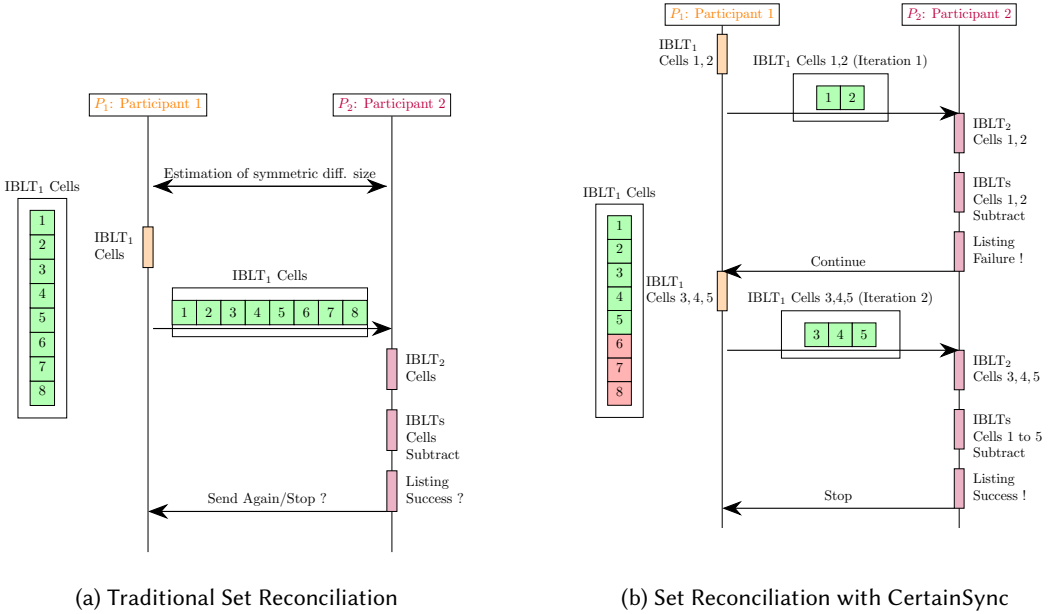 P₁: Participant 1
P₂: Participant 2
Estimation of symmetric diff. size
IBLT₁ Cells
1
2
3
4
5
6
7
8
IBLT₁
Cells
IBLT₁ Cells
1 2 3 4 5 6 7 8
IBLT₂
Cells
IBLTs
Cells
Subtract
Listing
Success ?
Send Again/Stop ?
(a) Traditional Set Reconciliation
P₁: Participant 1
P₂: Participant 2
IBLT₁
Cells 1, 2
IBLT₁ Cells 1,2 (Iteration 1)
1 2
IBLT₂
Cells 1, 2
IBLTs
Cells 1, 2
Subtract
Listing
Failure !
Continue
IBLT₁ Cells
1
2
3
4
5
6
7
8
IBLT₁
Cells 3, 4, 5
IBLT₁ Cells 3,4,5 (Iteration 2)
3 4 5
IBLT₂
Cells 3, 4, 5
IBLTs
Cells 1 to 5
Subtract
Listing
Success !
Stop
(b) Set Reconciliation with CertainSync